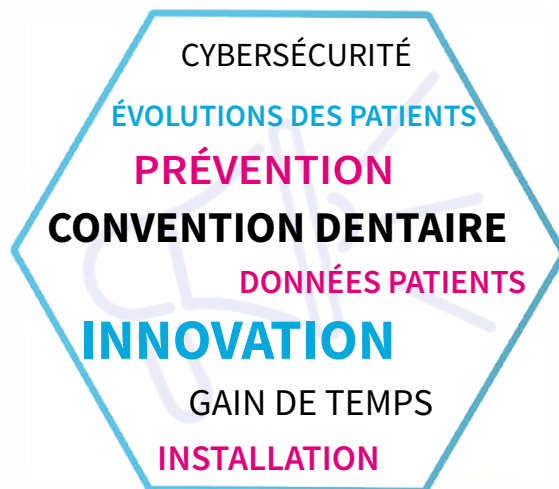 CYBERSÉCURITÉ
ÉVOLUTIONS DES PATIENTS
PRÉVENTION
CONVENTION DENTAIRE
DONNÉES PATIENTS
INNOVATION
GAIN DE TEMPS
INSTALLATION